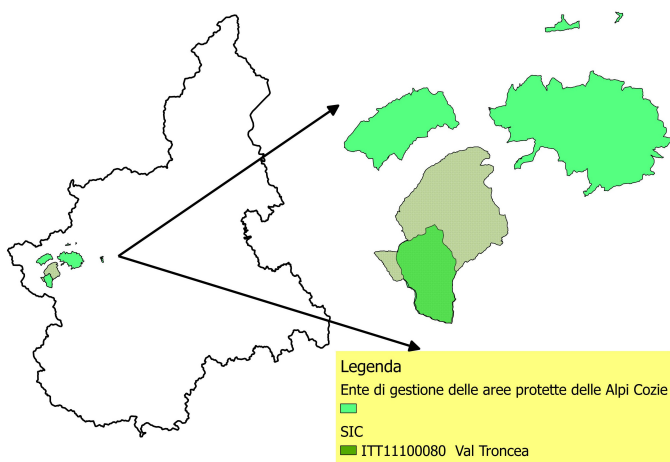 Legenda
Ente di gestione delle aree protette delle Alpi Cozie
SIC
ITT11100080 Val Troncea